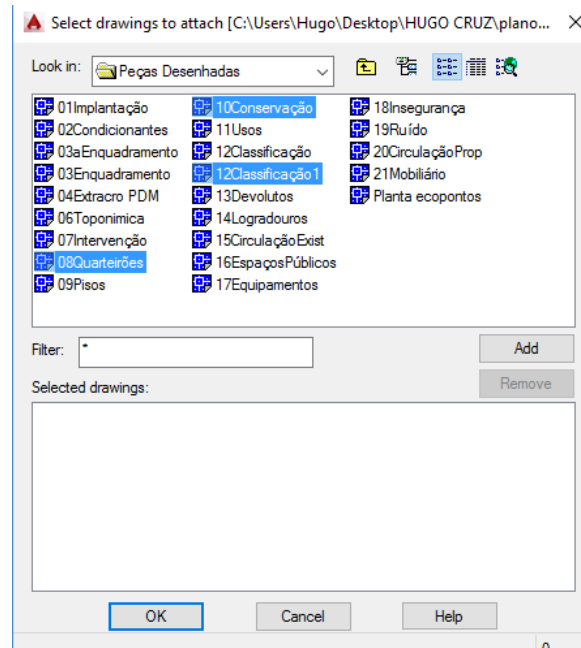 Select drawings to attach [C:\Users\Hugo\Desktop\HUGO CRUZ\plano...
Look in: Peças Desenhadas
01Implantação
02Condicionantes
03aEnquadramento
03Enquadramento
04Extracro PDM
06Toponimica
07Intervenção
08Quarteirões
09Pisos
10Conservação
11Usos
12Classificação
12Classificação1
13Devolutos
14Logradouros
15CirculaçãoExist
16EspaçosPúblicos
17Equipamentos
18Insegurança
19Ruído
20CirculaçãoProp
21Mobiliário
Planta ecopontos
Filter: *
Add
Selected drawings:
Remove
OK
Cancel
Help